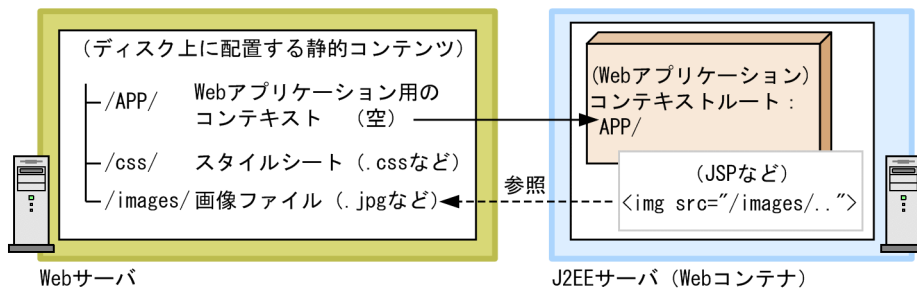 (ディスク上に配置する静的コンテンツ)
/APP/ Webアプリケーション用の
コンテキスト (空)
/css/ スタイルシート(.cssなど)
/images/ 画像ファイル(.jpgなど)
Webサーバ
参照
(Webアプリケーション)
コンテキストルート:
APP/
(JSPなど)
<img src="/images/..">
J2EEサーバ(Webコンテナ)